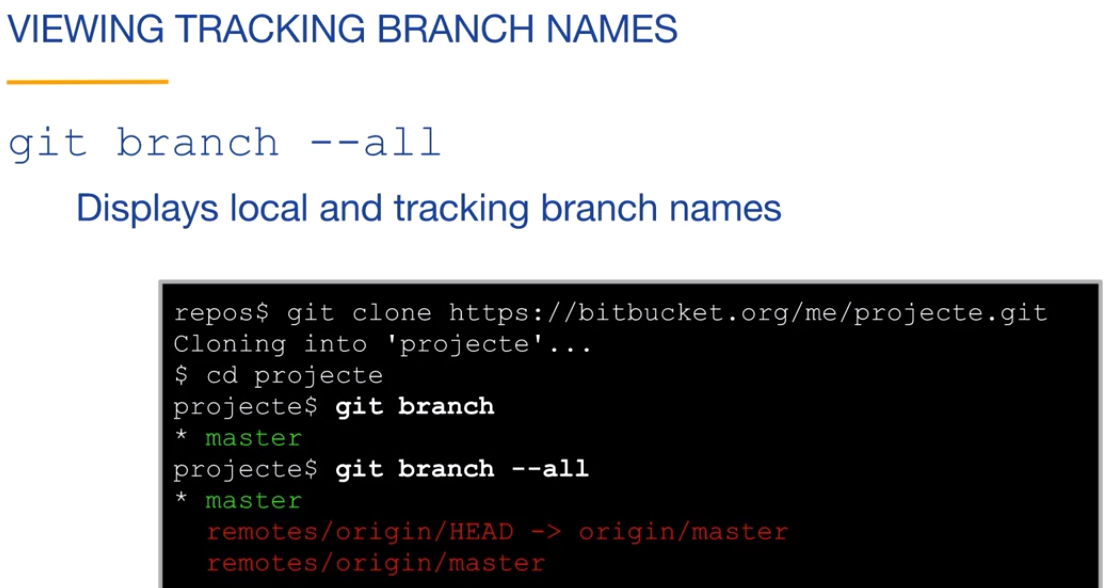 VIEWING TRACKING BRANCH NAMES
git branch --all
Displays local and tracking branch names
repos$ git clone https://bitbucket.org/me/projecte.git
Cloning into 'projecte'...
$ cd projecte
projecte$ git branch
* master
projecte$ git branch --all
* master
remotes/origin/HEAD -> origin/master
remotes/origin/master